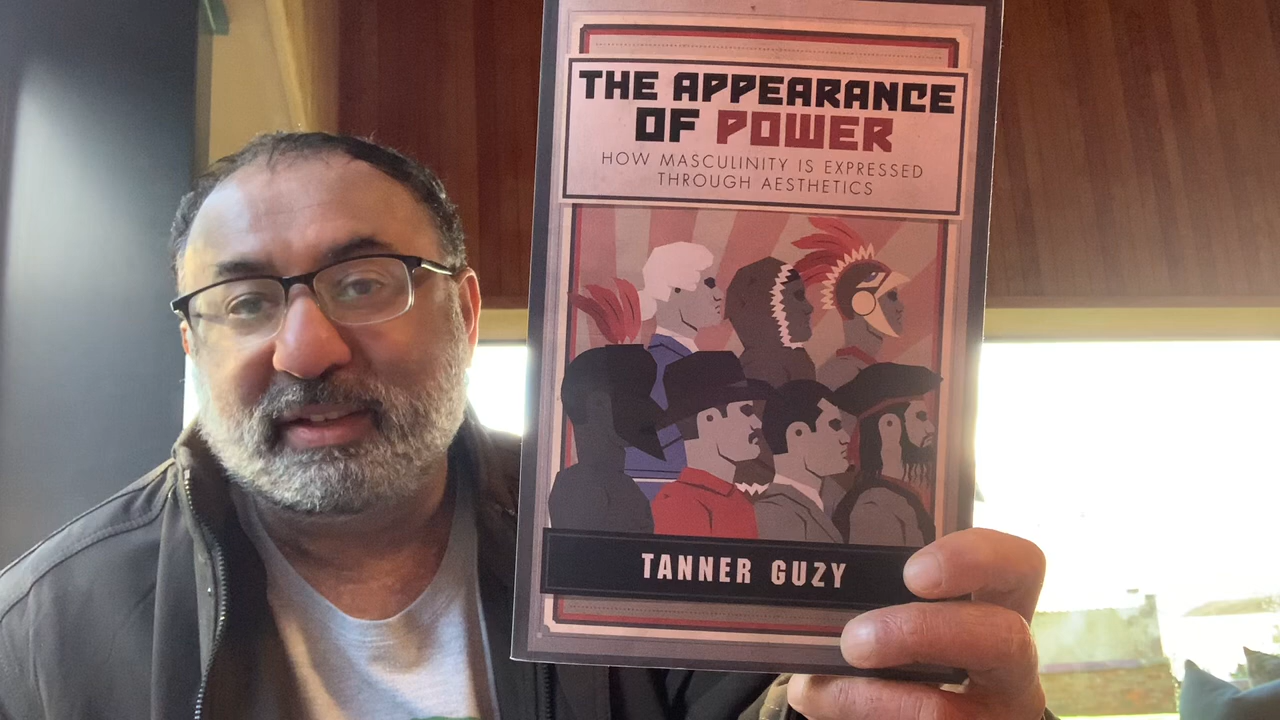 THE APPEARANCE
OF POWER
HOW MASCULINITY IS EXPRESSED
THROUGH AESTHETICS
TANNER GUZY